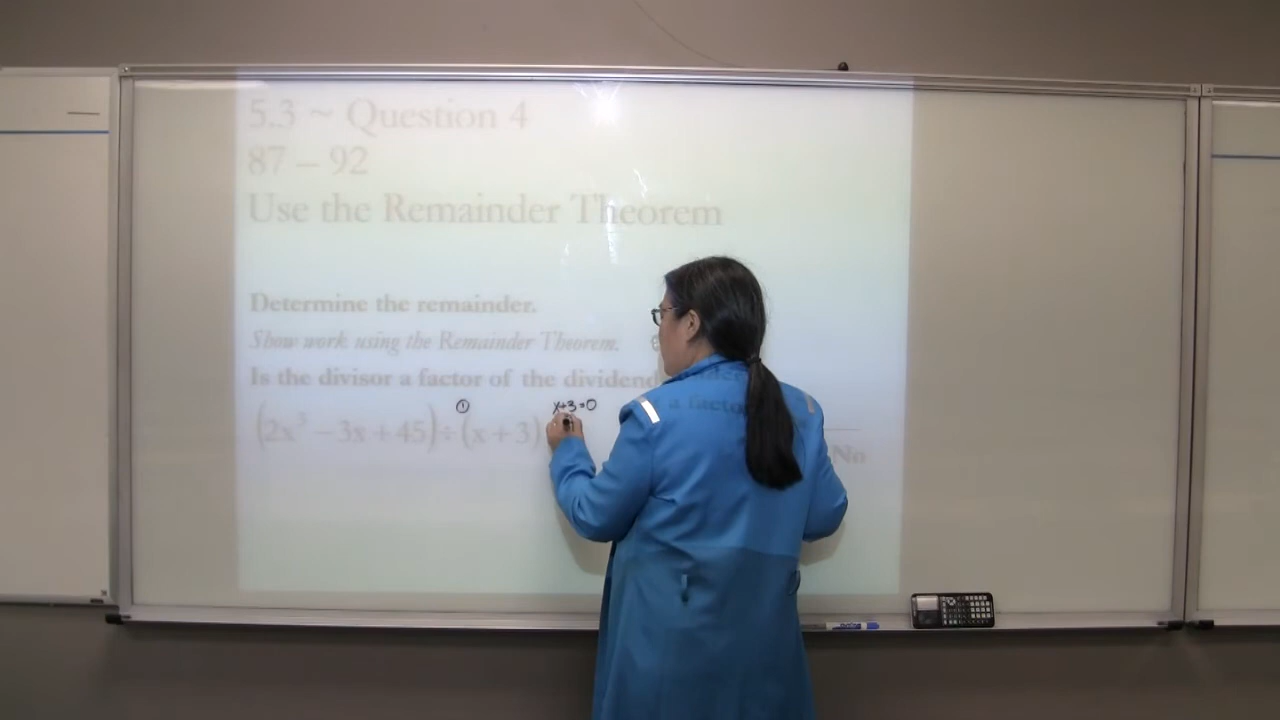 5.3 ~ Question 4
87 – 92
Use the Remainder Theorem
Determine the remainder.
Show work using the Remainder Theorem.
Is the divisor a factor of the dividend
a facto
① x+3=0
(2x³ – 3x + 45) ÷ (x + 3)
No